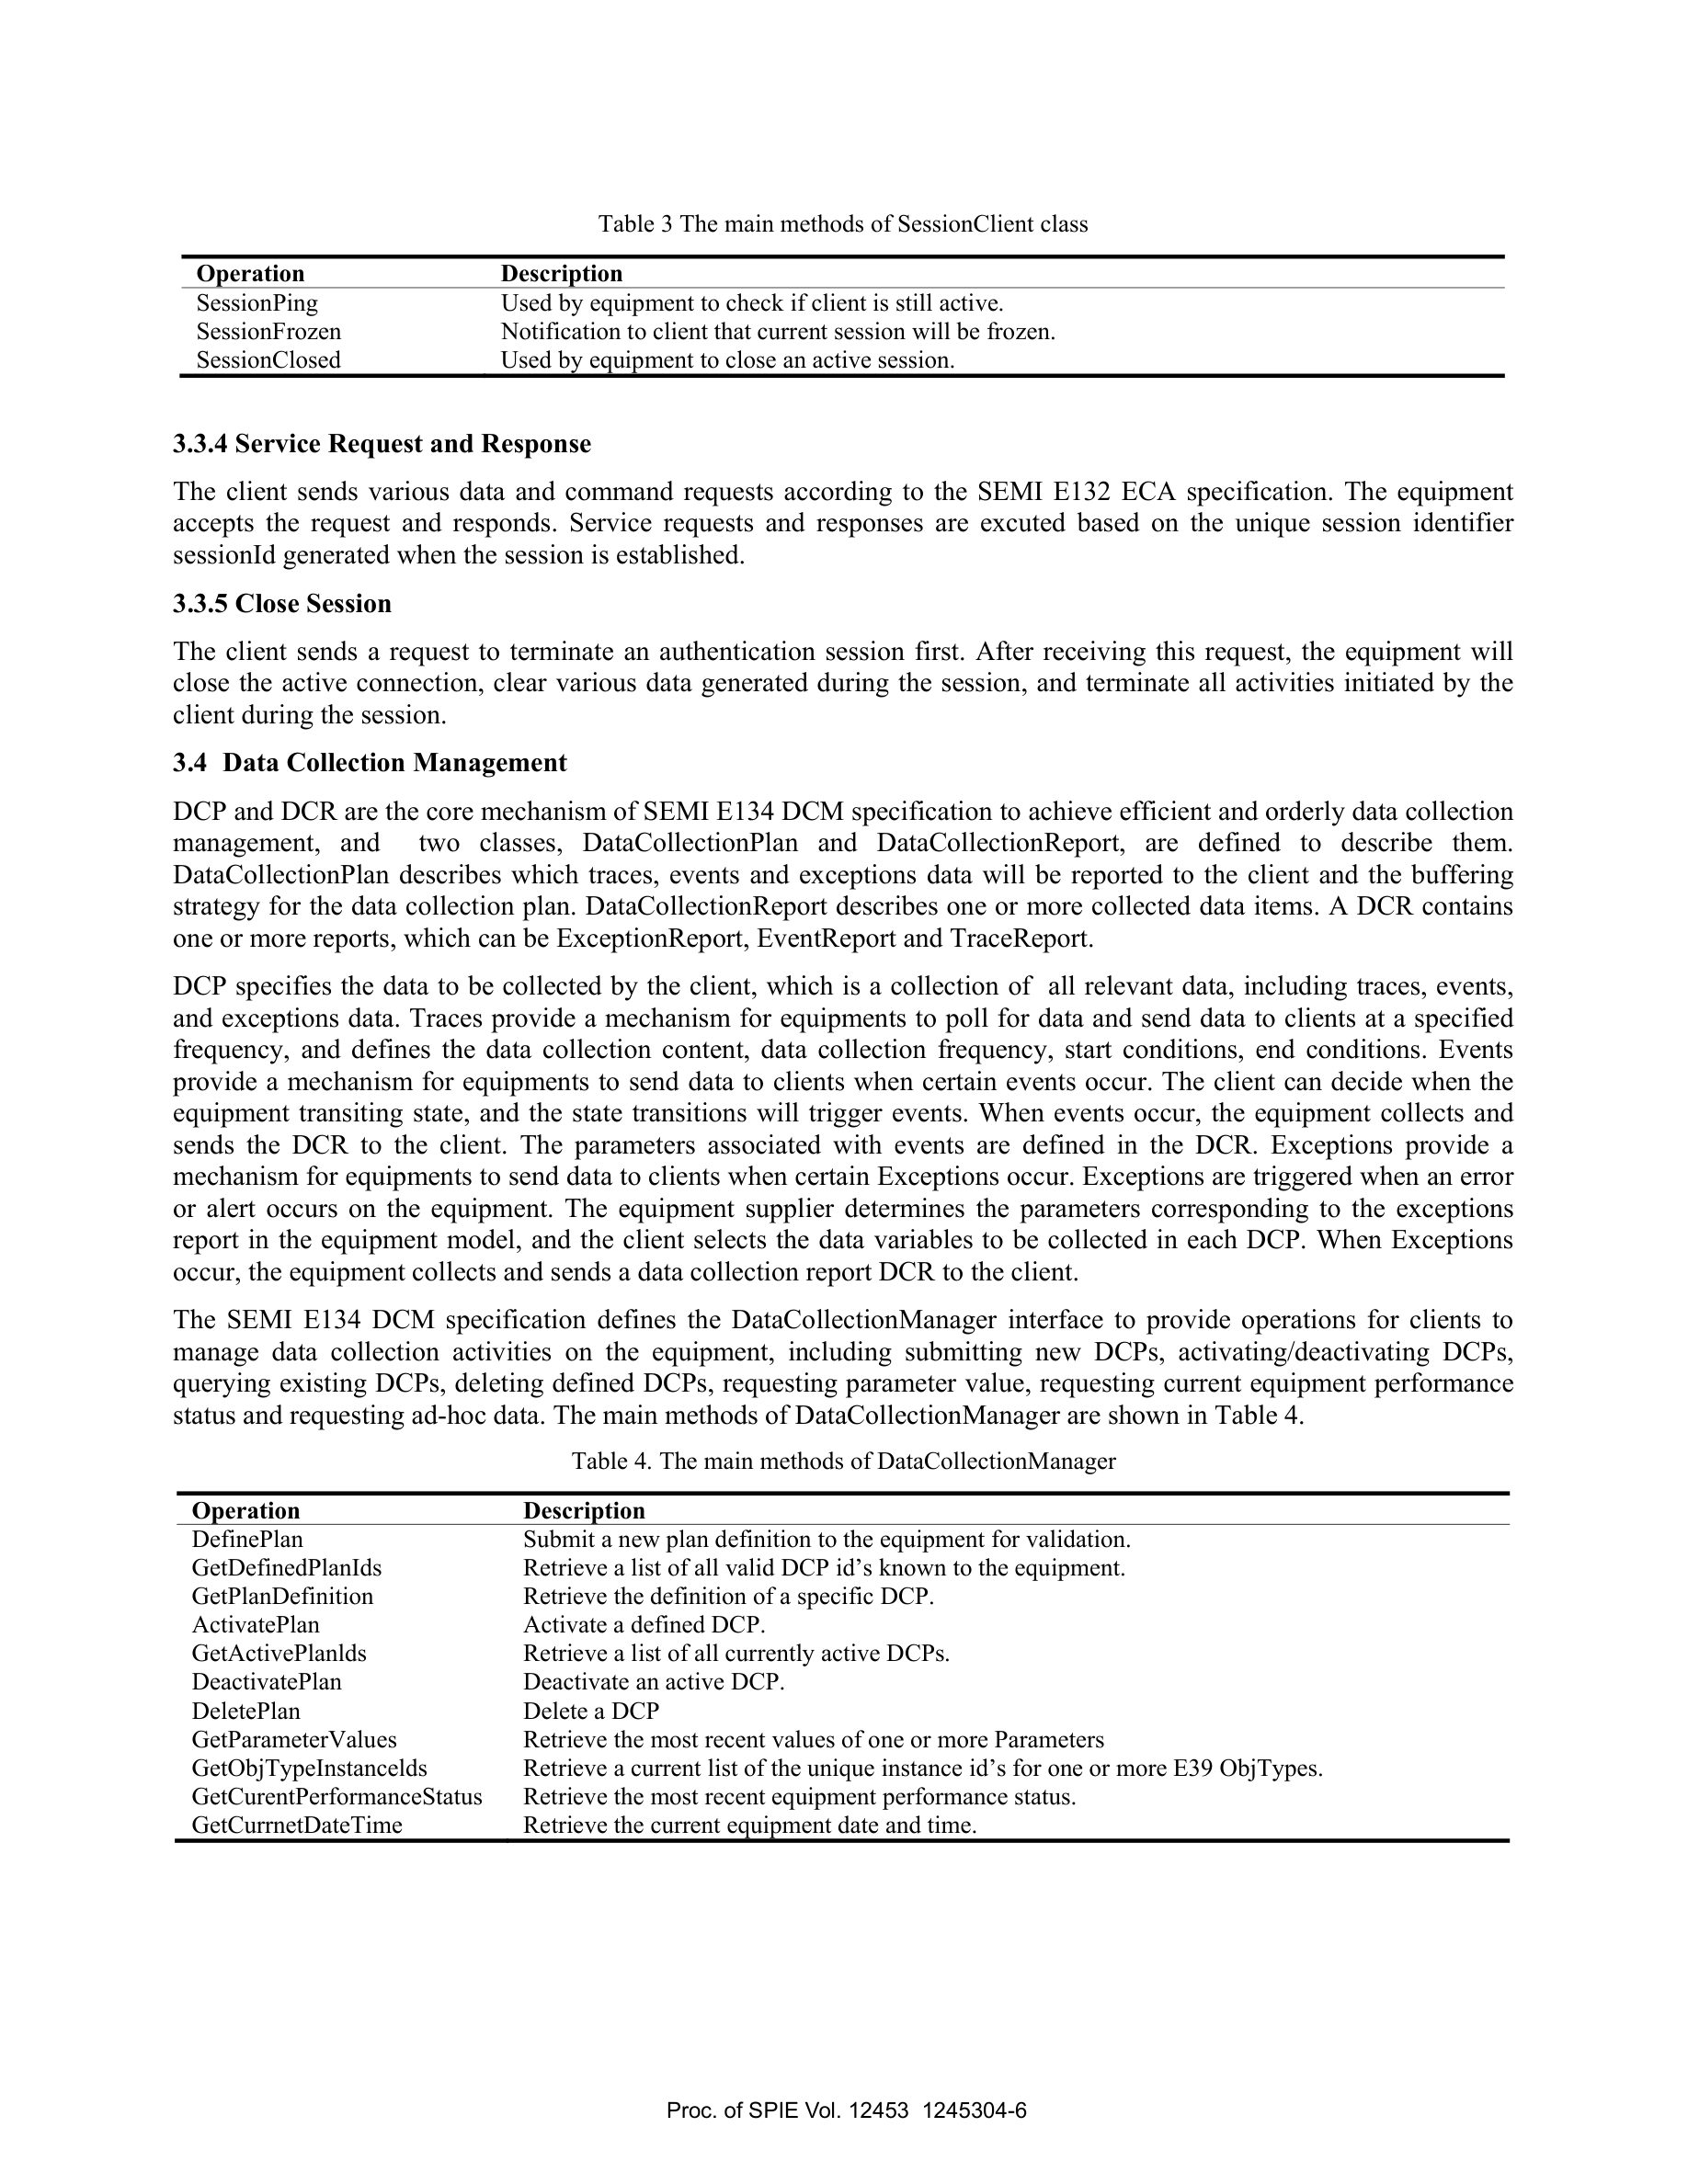 Table 3 The main methods of SessionClient class
Operation Description
SessionPing Used by equipment to check if client is still active.
SessionFrozen Notification to client that current session will be frozen.
SessionClosed Used by equipment to close an active session.
3.3.4 Service Request and Response
The client sends various data and command requests according to the SEMI E132 ECA specification. The equipment
accepts the request and responds. Service requests and responses are excuted based on the unique session identifier
sessionId generated when the session is established.
3.3.5 Close Session
The client sends a request to terminate an authentication session first. After receiving this request, the equipment will
close the active connection, clear various data generated during the session, and terminate all activities initiated by the
client during the session.
3.4 Data Collection Management
DCP and DCR are the core mechanism of SEMI E134 DCM specification to achieve efficient and orderly data collection
management, and two classes, DataCollectionPlan and DataCollectionReport, are defined to describe them.
DataCollectionPlan describes which traces, events and exceptions data will be reported to the client and the buffering
strategy for the data collection plan. DataCollectionReport describes one or more collected data items. A DCR contains
one or more reports, which can be ExceptionReport, EventReport and TraceReport.
DCP specifies the data to be collected by the client, which is a collection of all relevant data, including traces, events,
and exceptions data. Traces provide a mechanism for equipments to poll for data and send data to clients at a specified
frequency, and defines the data collection content, data collection frequency, start conditions, end conditions. Events
provide a mechanism for equipments to send data to clients when certain events occur. The client can decide when the
equipment transiting state, and the state transitions will trigger events. When events occur, the equipment collects and
sends the DCR to the client. The parameters associated with events are defined in the DCR. Exceptions provide a
mechanism for equipments to send data to clients when certain Exceptions occur. Exceptions are triggered when an error
or alert occurs on the equipment. The equipment supplier determines the parameters corresponding to the exceptions
report in the equipment model, and the client selects the data variables to be collected in each DCP. When Exceptions
occur, the equipment collects and sends a data collection report DCR to the client.
The SEMI E134 DCM specification defines the DataCollectionManager interface to provide operations for clients to
manage data collection activities on the equipment, including submitting new DCPs, activating/deactivating DCPs,
querying existing DCPs, deleting defined DCPs, requesting parameter value, requesting current equipment performance
status and requesting ad-hoc data. The main methods of DataCollectionManager are shown in Table 4.
Table 4. The main methods of DataCollectionManager
Operation Description
DefinePlan Submit a new plan definition to the equipment for validation.
GetDefinedPlanIds Retrieve a list of all valid DCP id’s known to the equipment.
GetPlanDefinition Retrieve the definition of a specific DCP.
ActivatePlan Activate a defined DCP.
GetActivePlanlds Retrieve a list of all currently active DCPs.
DeactivatePlan Deactivate an active DCP.
DeletePlan Delete a DCP
GetParameterValues Retrieve the most recent values of one or more Parameters
GetObjTypeInstancelds Retrieve a current list of the unique instance id’s for one or more E39 ObjTypes.
GetCurentPerformanceStatus Retrieve the most recent equipment performance status.
GetCurrnetDateTime Retrieve the current equipment date and time.
Proc. of SPIE Vol. 12453 1245304-6